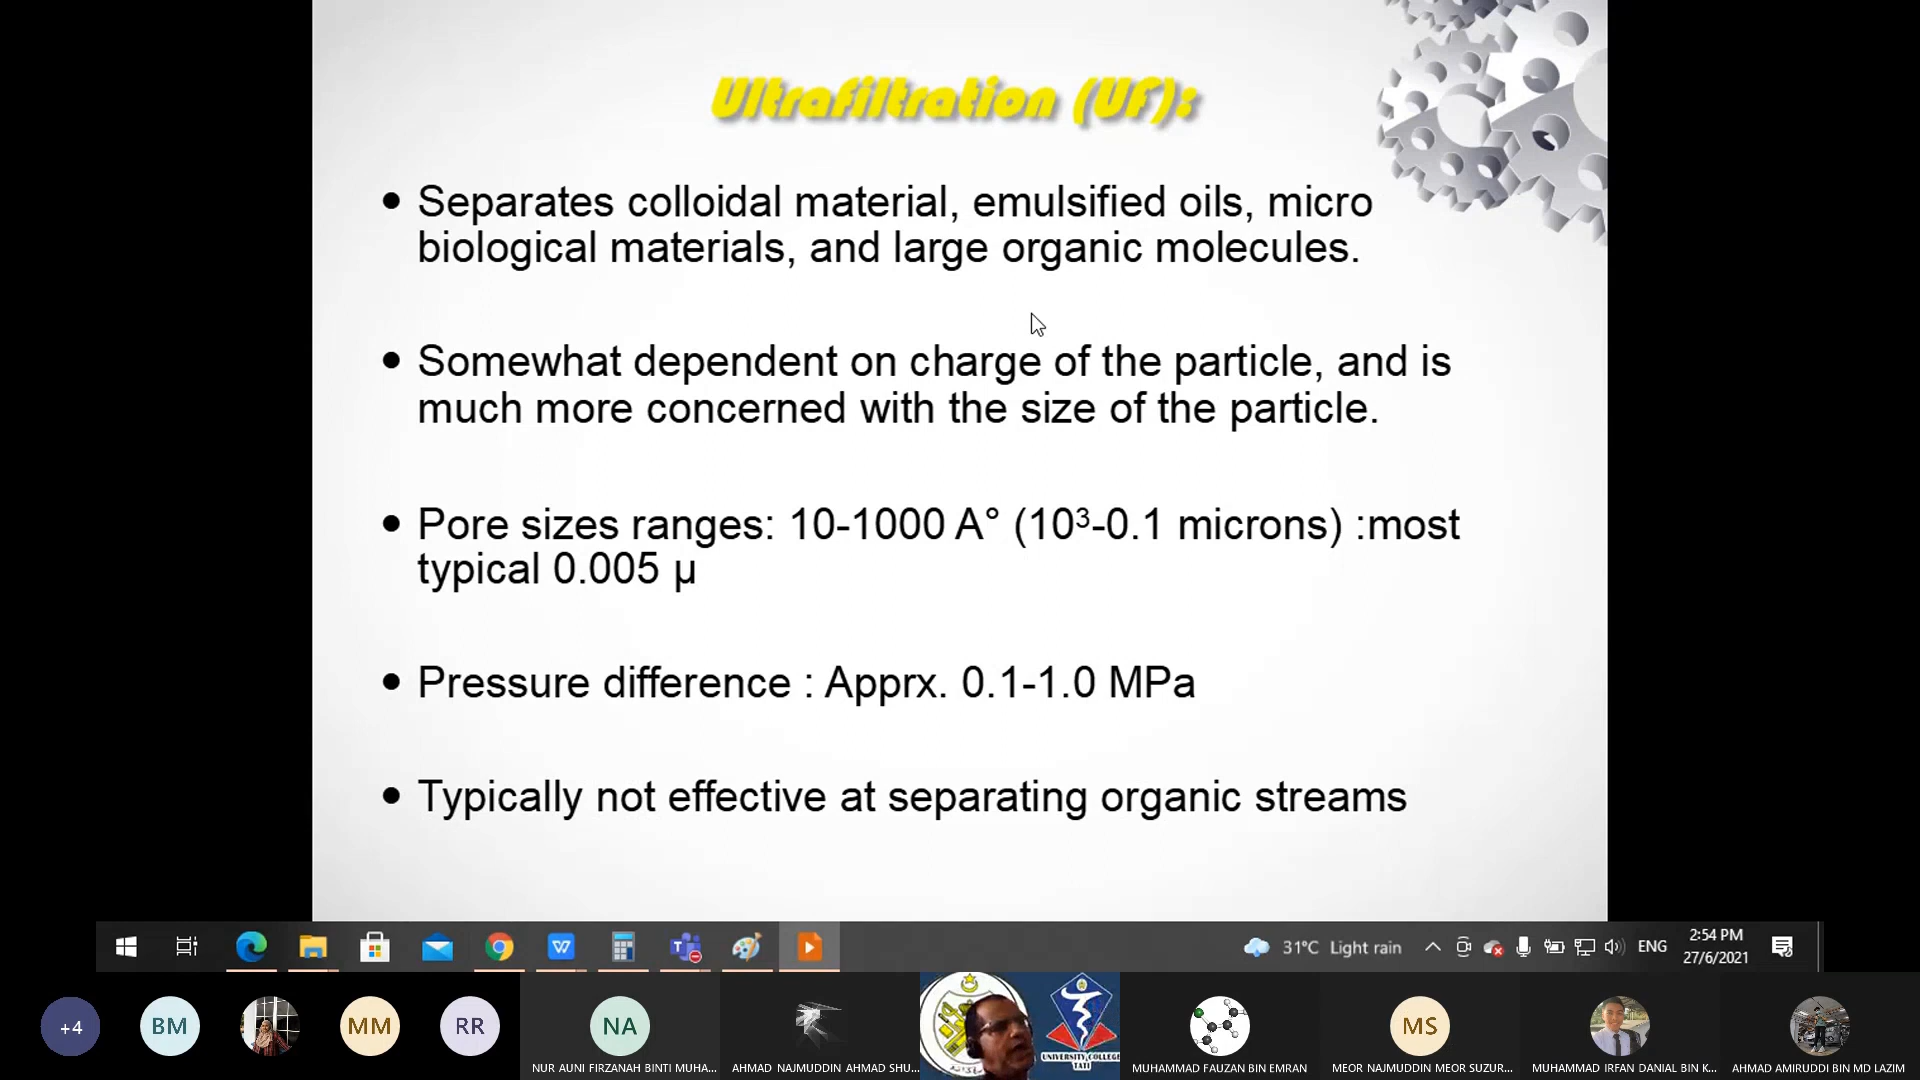 Ultrafiltration (UF):
• Separates colloidal material, emulsified oils, micro
biological materials, and large organic molecules.
• Somewhat dependent on charge of the particle, and is
much more concerned with the size of the particle.
• Pore sizes ranges: 10-1000 A° (10³-0.1 microns) :most
typical 0.005 µ
• Pressure difference : Apprx. 0.1-1.0 MPa
• Typically not effective at separating organic streams
31°C Light rain
ENG
2:54 PM
27/6/2021
+4
BM
MM
RR
NA
MS
UNIVERSITY COLLEGE
TATI
NUR AUNI FIRZANAH BINTI MUHA...
AHMAD NAJMUDDIN AHMAD SHU...
MUHAMMAD FAUZAN BIN EMRAN
MEOR NAJMUDDIN MEOR SUZUR...
MUHAMMAD IRFAN DANIAL BIN K...
AHMAD AMIRUDDI BIN MD LAZIM